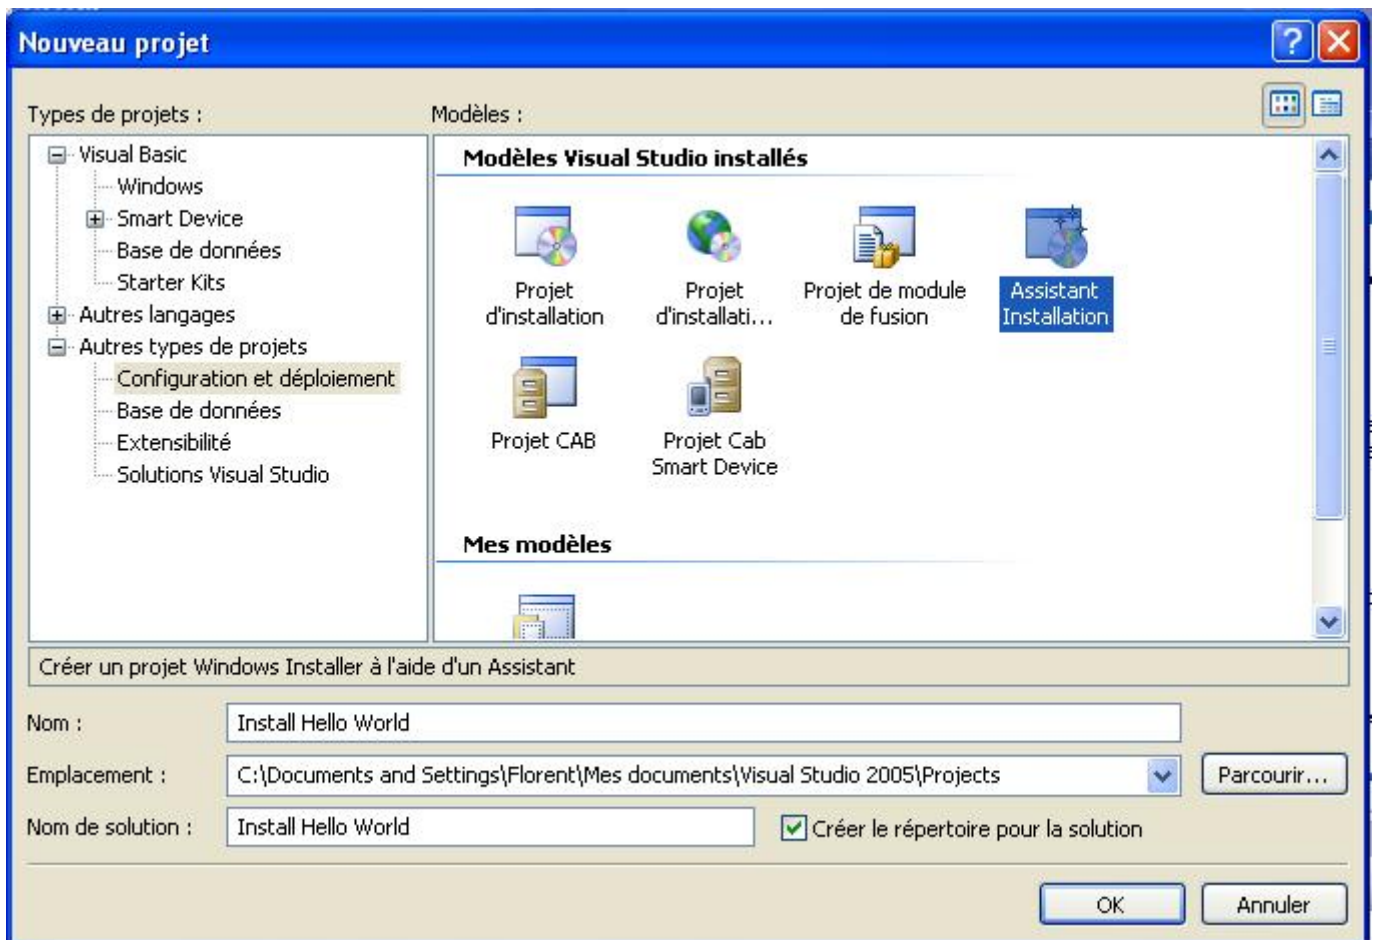 Nouveau projet
Types de projets :
Modèles :
Visual Basic
Windows
Smart Device
Base de données
Starter Kits
Autres langages
Autres types de projets
Configuration et déploiement
Base de données
Extensibilité
Solutions Visual Studio
Modèles Visual Studio installés
Projet
d'installation
Projet
d'installati...
Projet de module
de fusion
Assistant
Installation
Projet CAB
Projet Cab
Smart Device
Mes modèles
Créer un projet Windows Installer à l'aide d'un Assistant
Nom :
Install Hello World
Emplacement :
C:\Documents and Settings\Florent\Mes documents\Visual Studio 2005\Projects
Parcourir...
Nom de solution :
Install Hello World
Créer le répertoire pour la solution
OK
Annuler